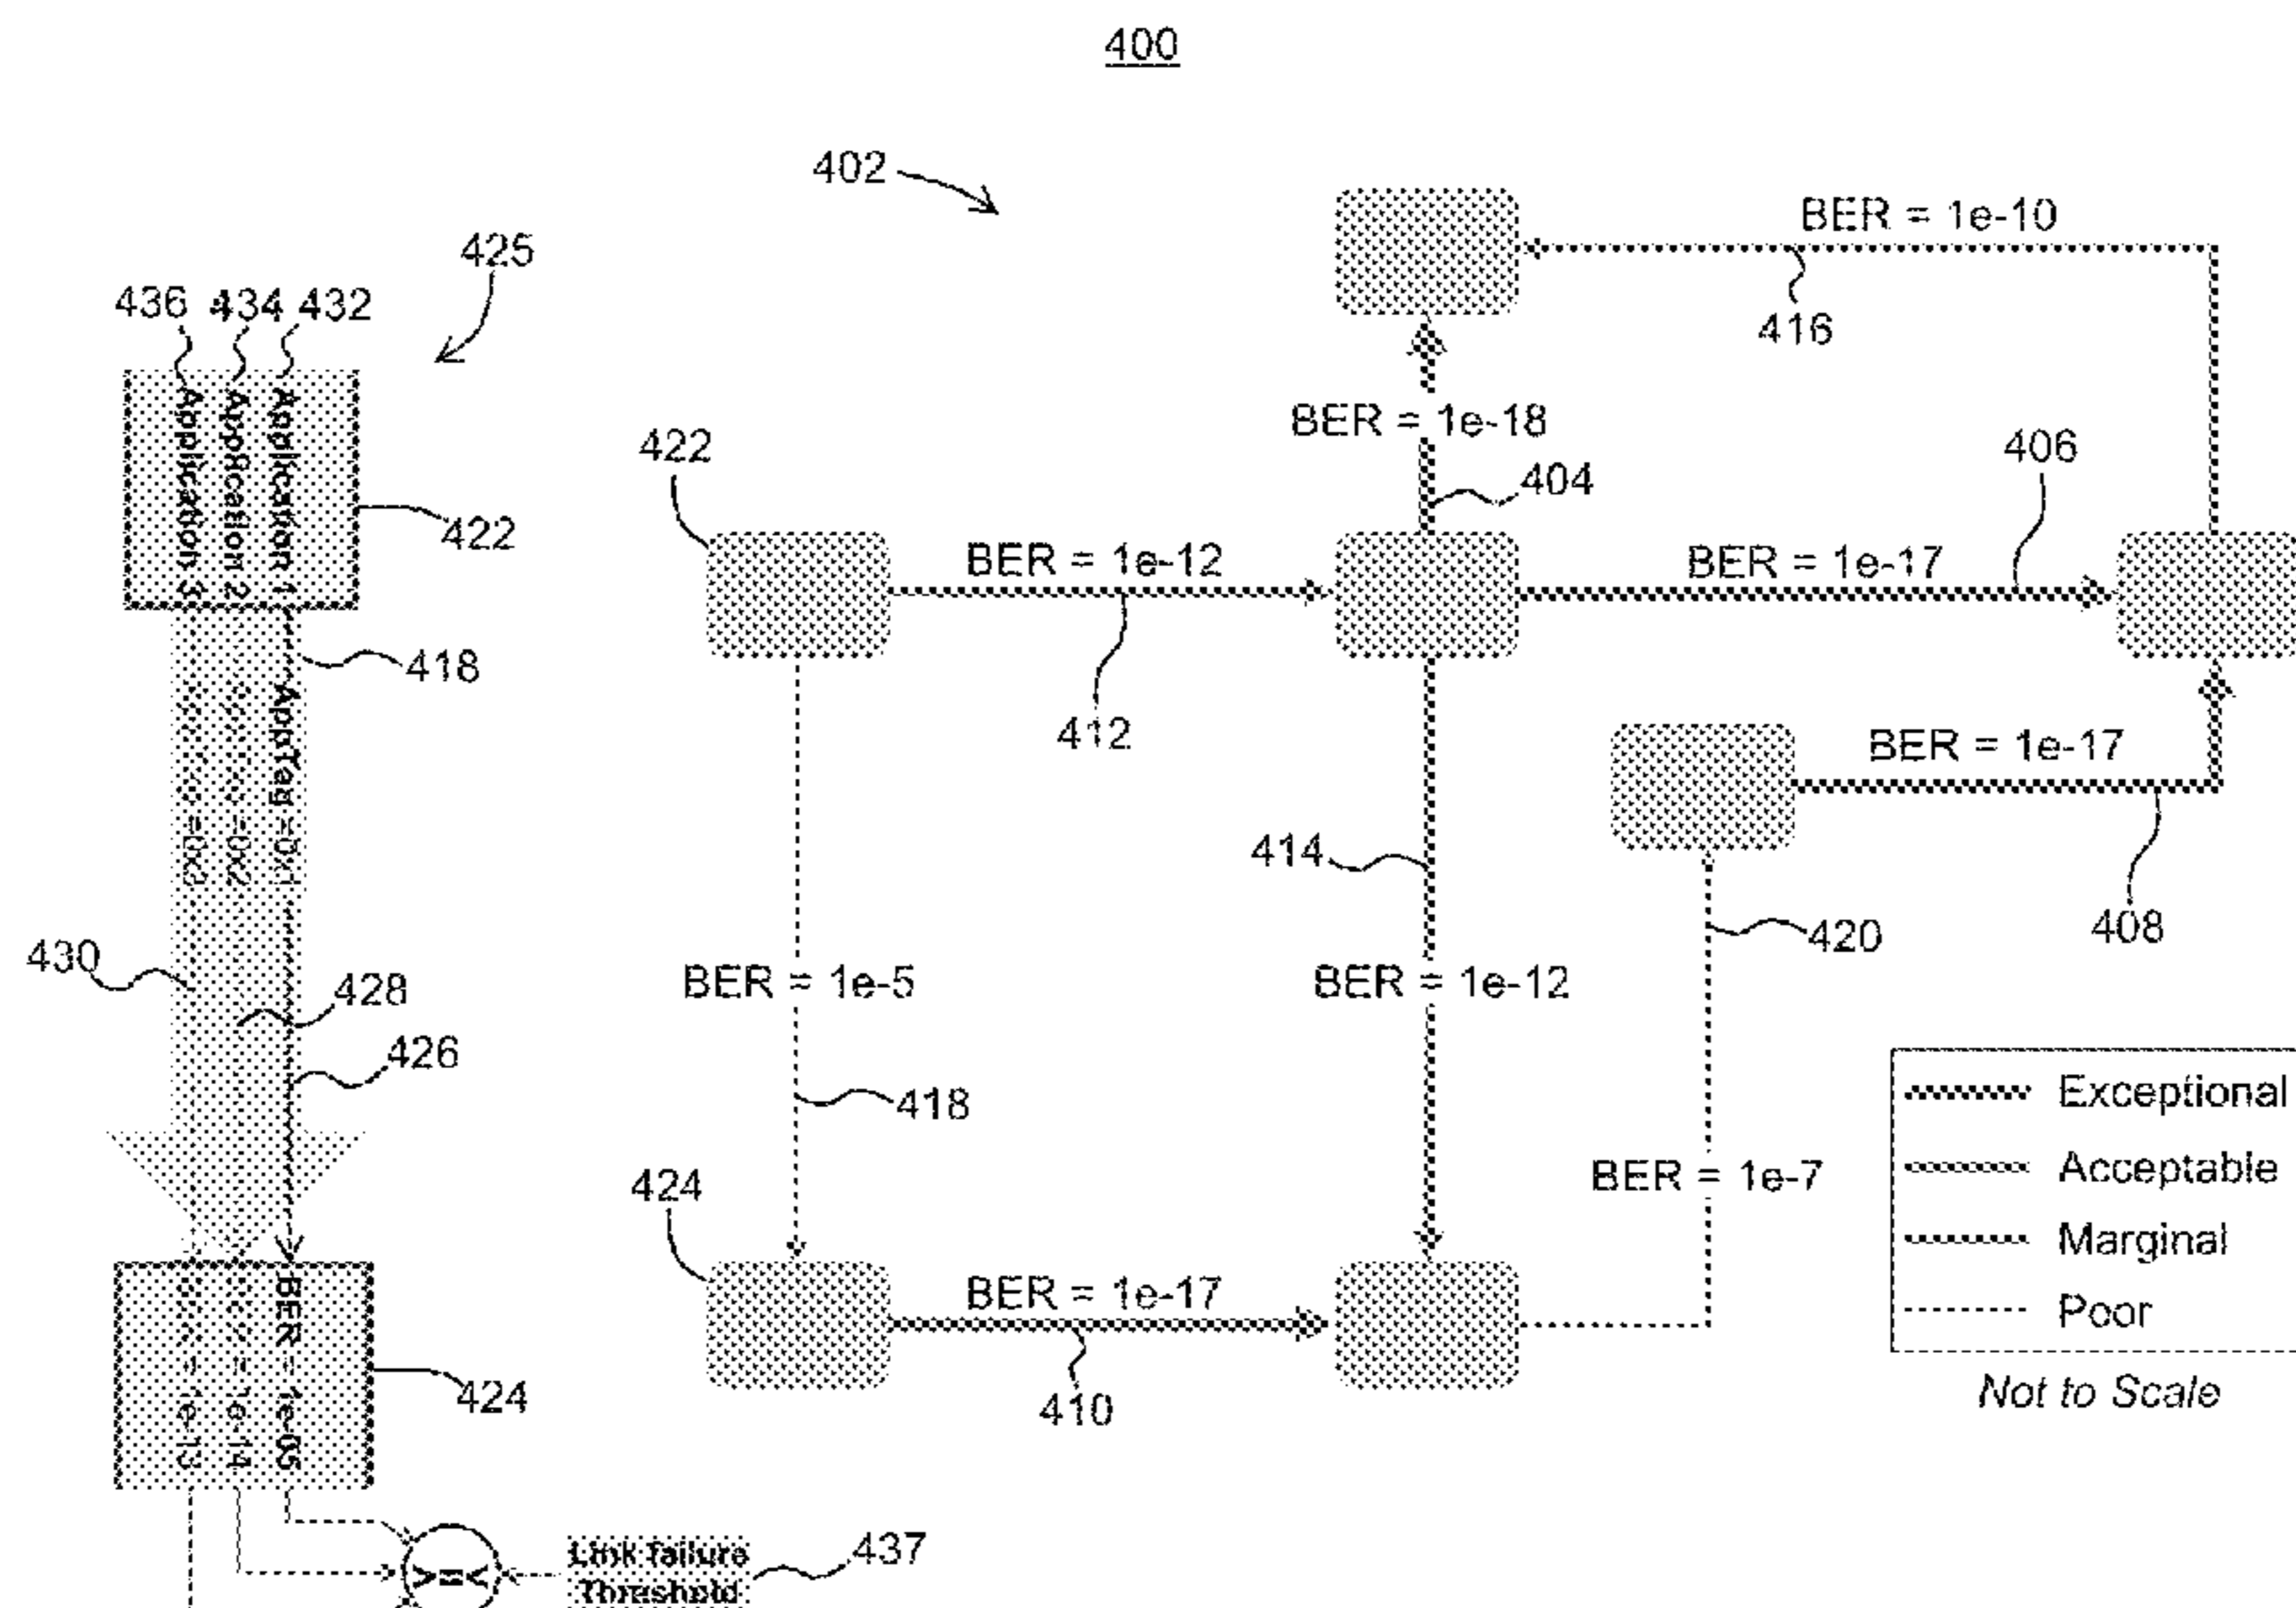 400
402
425
436 434 432
Application 1
Application 2
Application 3
422
418
AppTag =0x1
=0x2
430
428
426
BER = 1e-05
= 1e-14
= 1e-13
424
Link failure
Threshold
437
BER = 1e-10
416
BER = 1e-18
404
406
422
BER = 1e-12
412
BER = 1e-17
BER = 1e-17
408
414
420
BER = 1e-5
BER = 1e-12
418
BER = 1e-7
424
BER = 1e-17
410
Exceptional
Acceptable
Marginal
Poor
Not to Scale